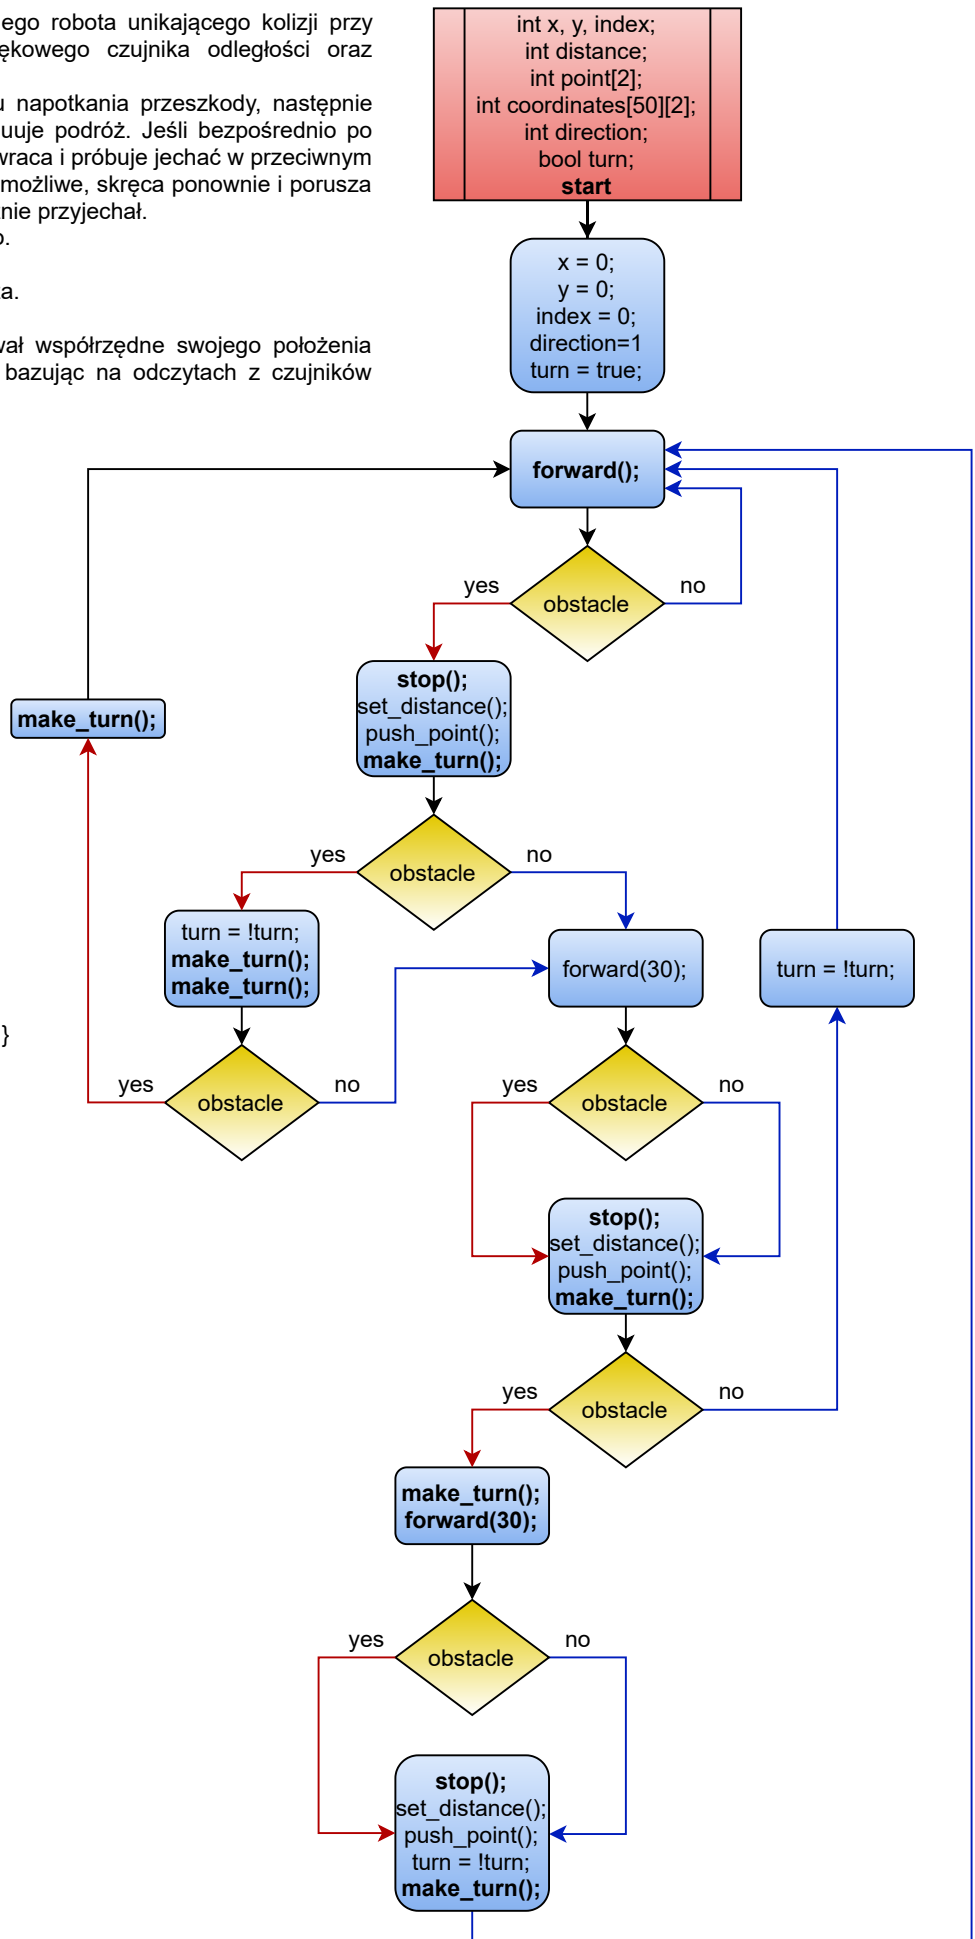 ego robota unikającego kolizji przy
ękowego czujnika odległości oraz
u napotkania przeszkody, następnie
uuje podróż. Jeśli bezpośrednio po
wraca i próbuje jechać w przeciwnym
możliwe, skręca ponownie i porusza
nie przyjechał.
o.
a.
wał współrzędne swojego położenia
bazując na odczytach z czujników
int x, y, index;
int distance;
int point[2];
int coordinates[50][2];
int direction;
bool turn;
start
x = 0;
y = 0;
index = 0;
direction=1
turn = true;
forward();
yes
obstacle
no
stop();
set_distance();
push_point();
make_turn();
make_turn();
yes
obstacle
no
turn = !turn;
make_turn();
make_turn();
forward(30);
turn = !turn;
}
yes
obstacle
no
yes
obstacle
no
stop();
set_distance();
push_point();
make_turn();
yes
obstacle
no
make_turn();
forward(30);
yes
obstacle
no
stop();
set_distance();
push_point();
turn = !turn;
make_turn();